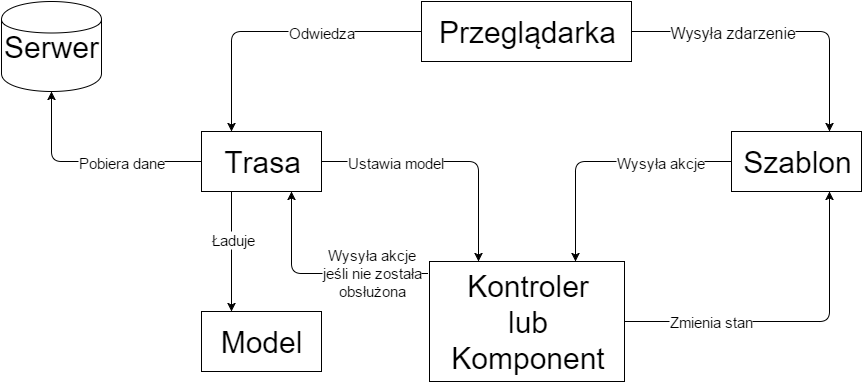 Serwer
Przeglądarka
Odwiedza
Wysyła zdarzenie
Pobiera dane
Trasa
Ustawia model
Wysyła akcje
Szablon
Ładuje
Wysyła akcje
jeśli nie została
obsłużona
Kontroler
lub
Komponent
Zmienia stan
Model